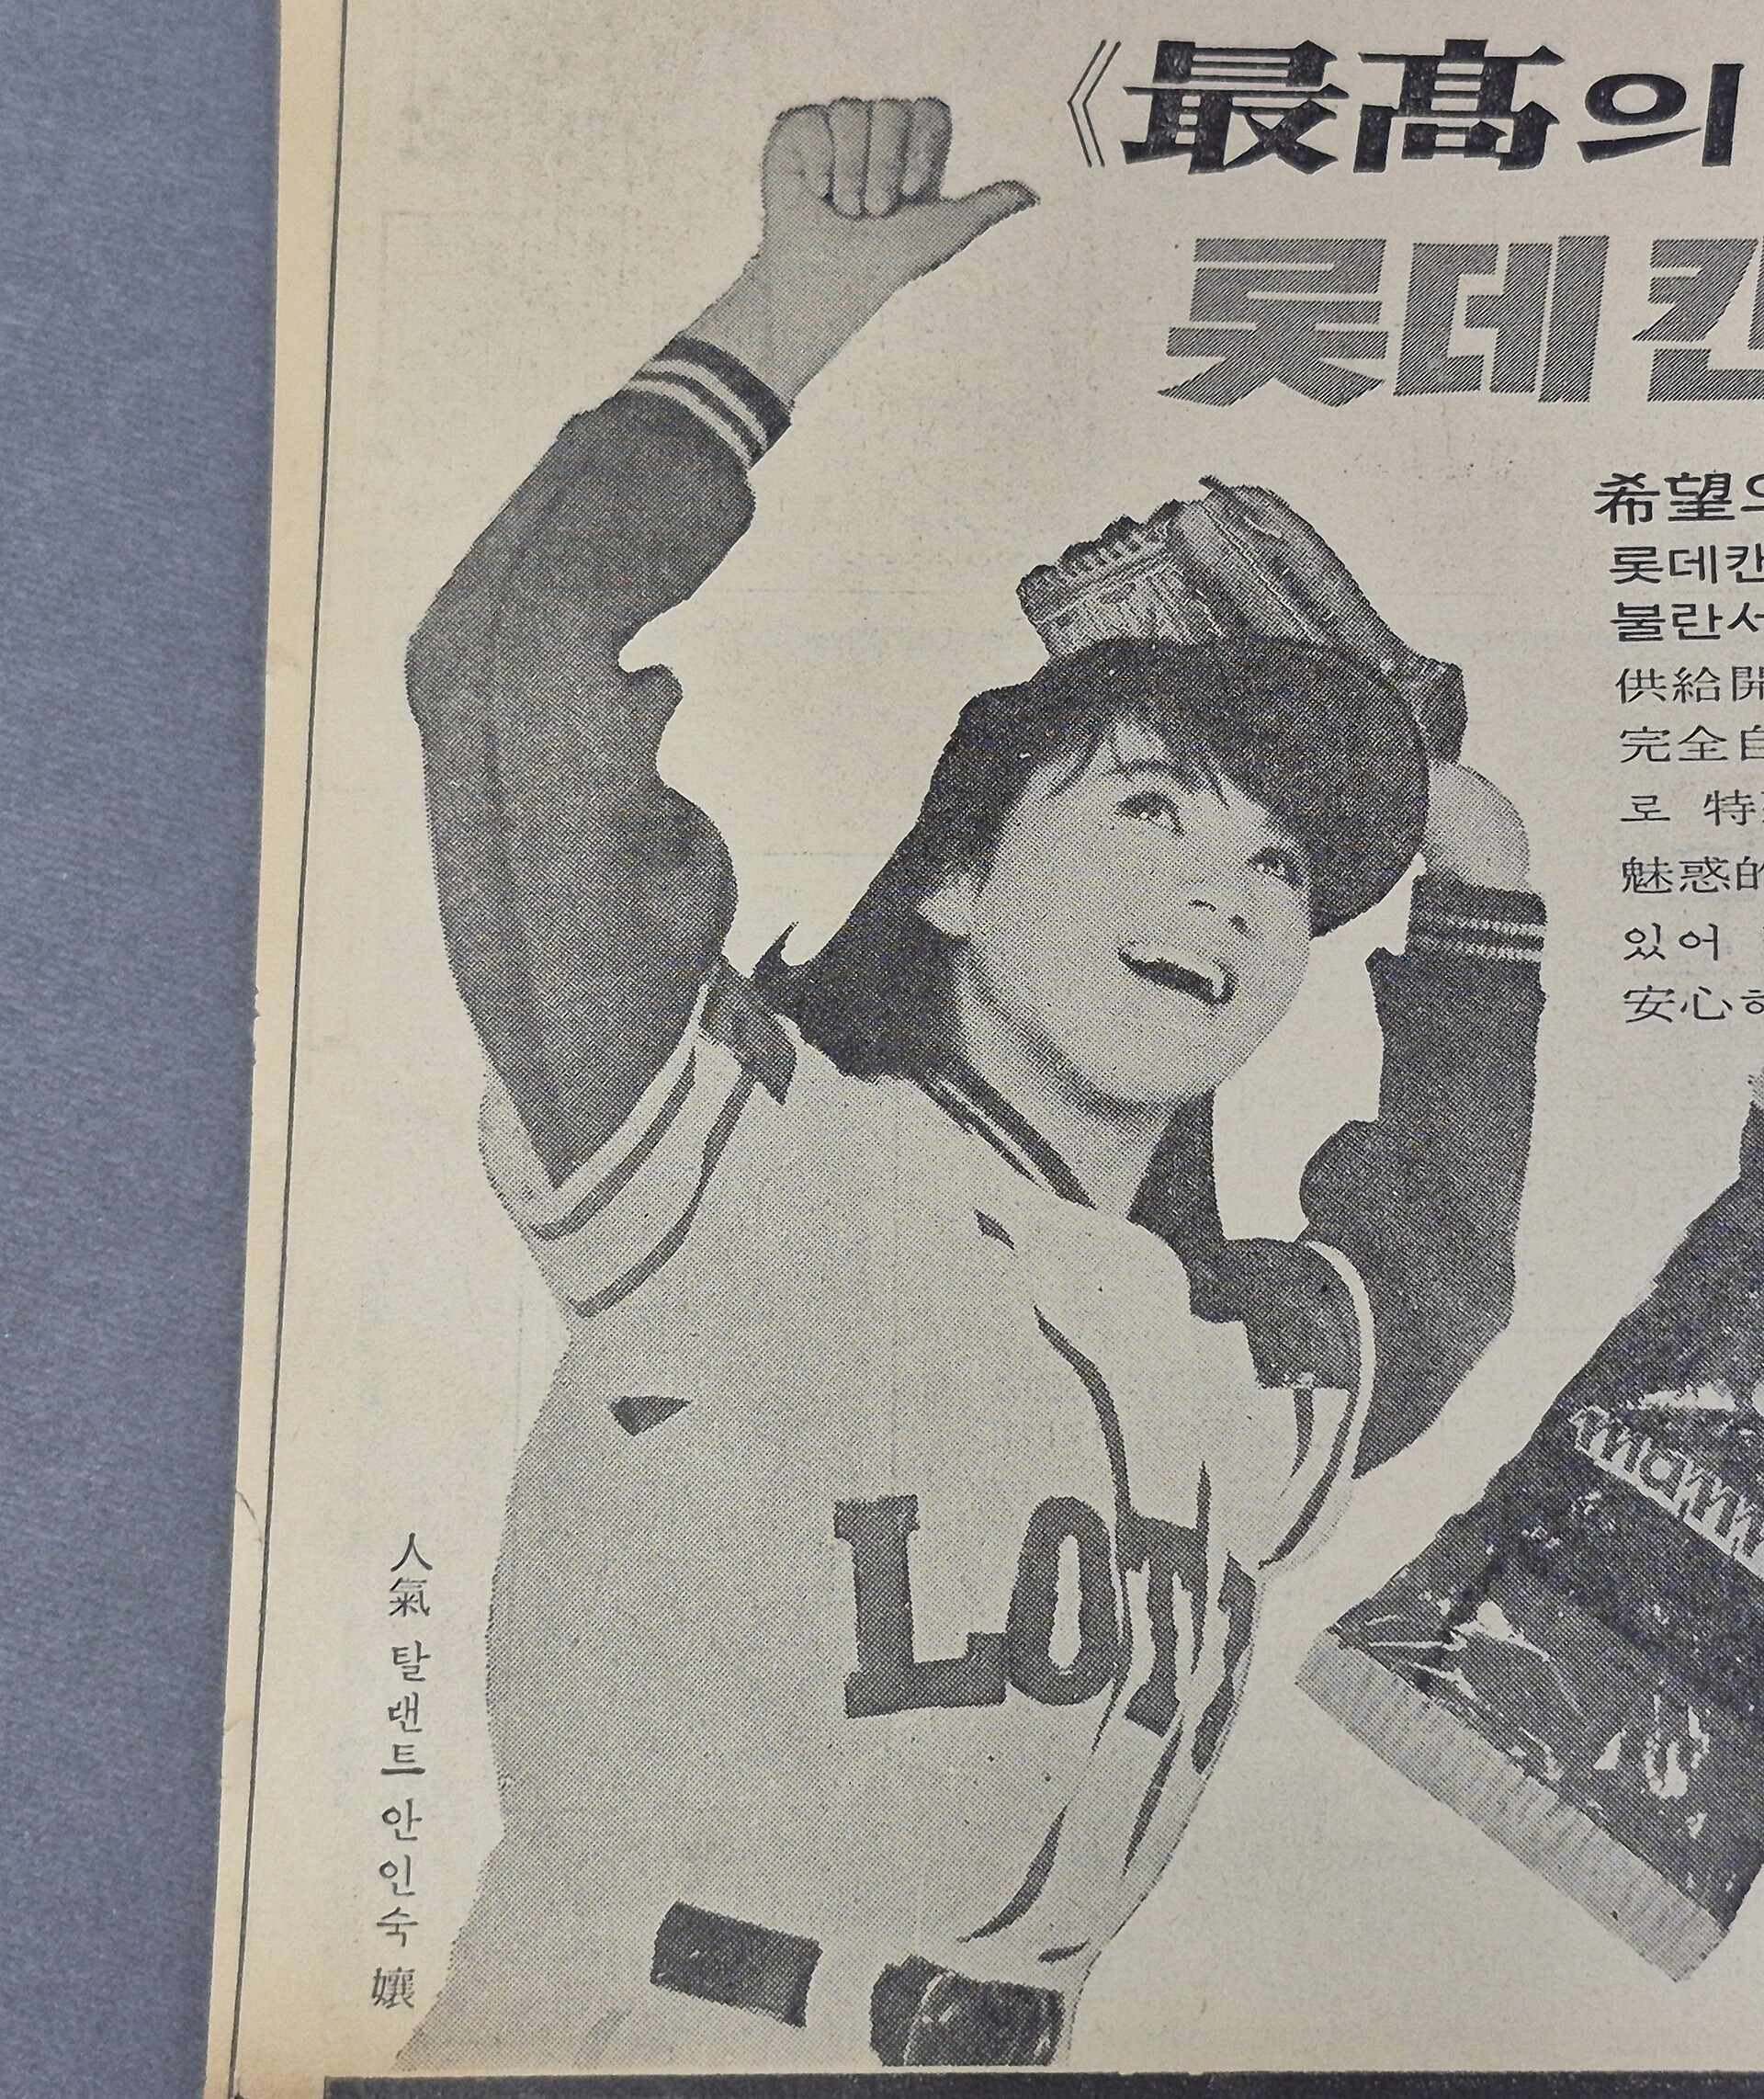 《最高의
롯데칸
希望의
롯데칸
불란서
供給開
完全自
로 特
魅惑的
있어
安心하
LOTT
人氣 탈랜트 안인숙 孃